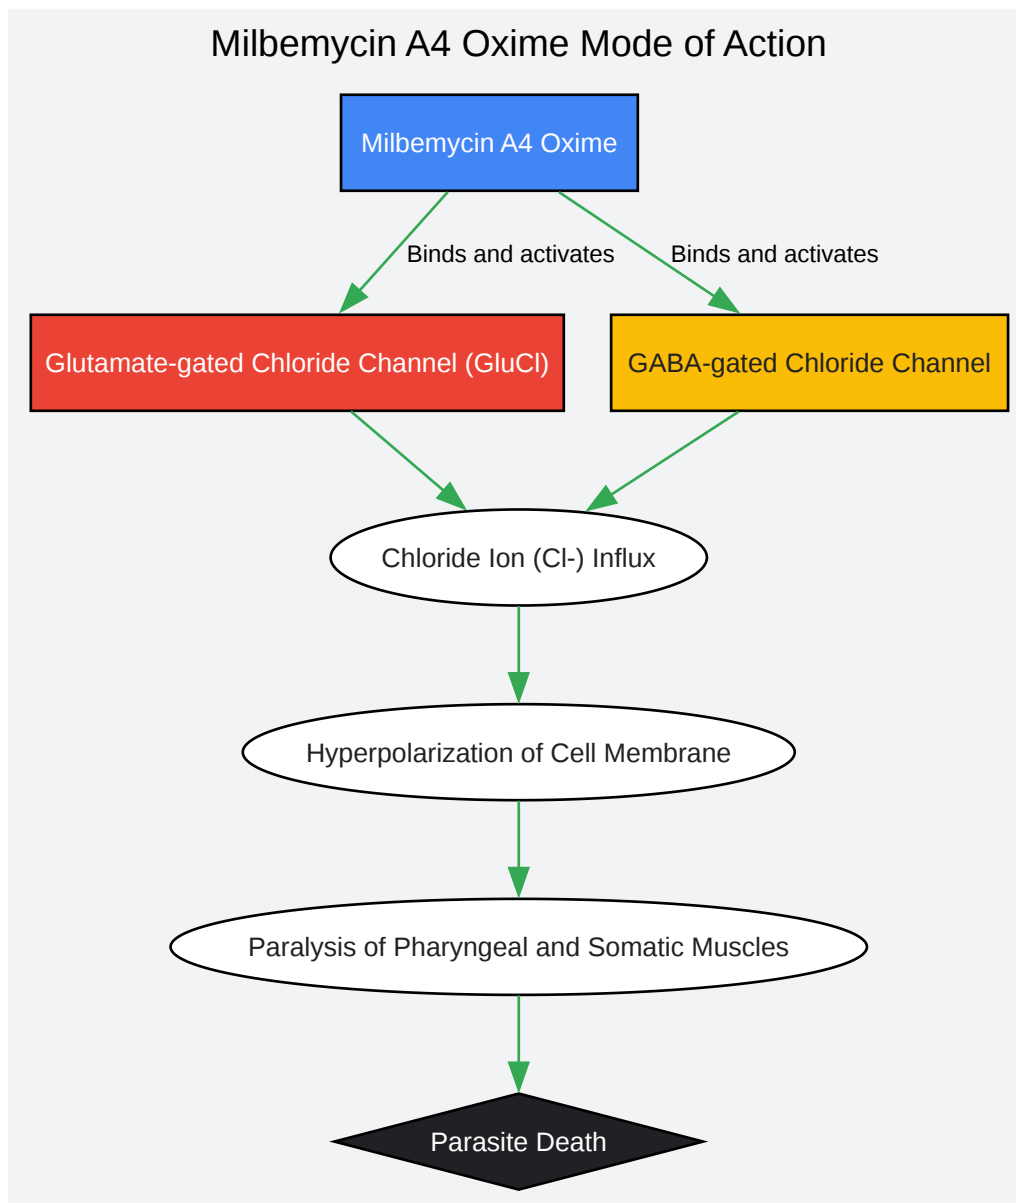 Milbemycin A4 Oxime Mode of Action
Milbemycin A4 Oxime
Binds and activates
Binds and activates
Glutamate-gated Chloride Channel (GluCl)
GABA-gated Chloride Channel
Chloride Ion (Cl-) Influx
Hyperpolarization of Cell Membrane
Paralysis of Pharyngeal and Somatic Muscles
Parasite Death